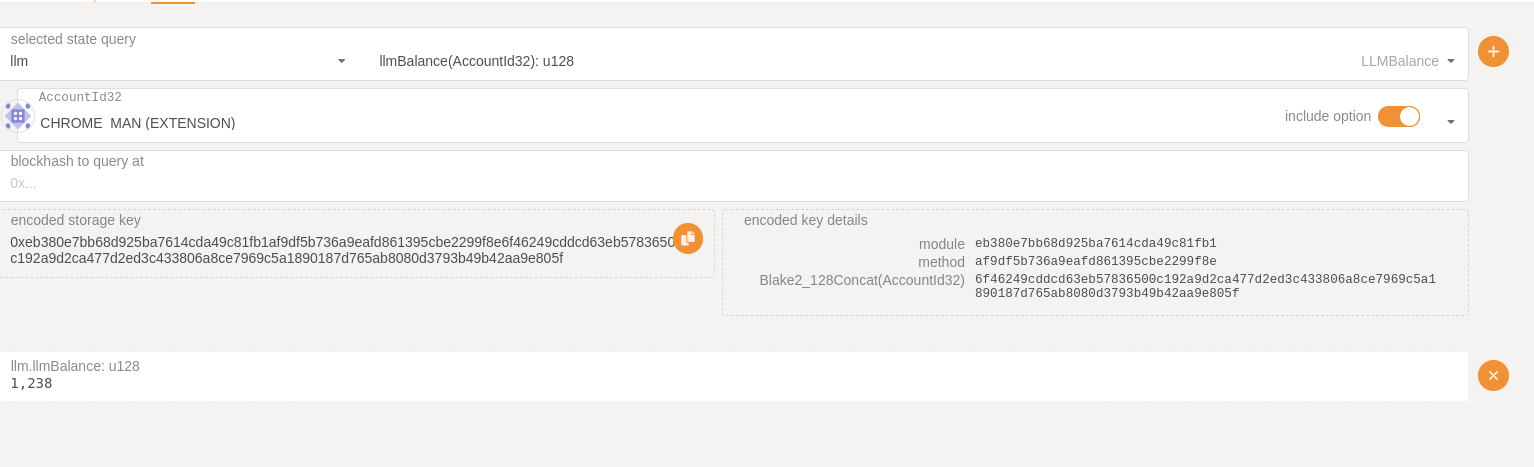 selected state query
llm
llmBalance(AccountId32): u128
LLMBalance
AccountId32
CHROME MAN (EXTENSION)
include option
blockhash to query at
0x...
encoded storage key
0xeb380e7bb68d925ba7614cda49c81fb1af9df5b736a9eafd861395cbe2299f8e6f46249cddcd63eb5783650
c192a9d2ca477d2ed3c433806a8ce7969c5a1890187d765ab8080d3793b49b42aa9e805f
encoded key details
module eb380e7bb68d925ba7614cda49c81fb1
method af9df5b736a9eafd861395cbe2299f8e
Blake2_128Concat(AccountId32) 6f46249cddcd63eb57836500c192a9d2ca477d2ed3c433806a8ce7969c5a1
890187d765ab8080d3793b49b42aa9e805f
llm.llmBalance: u128
1,238